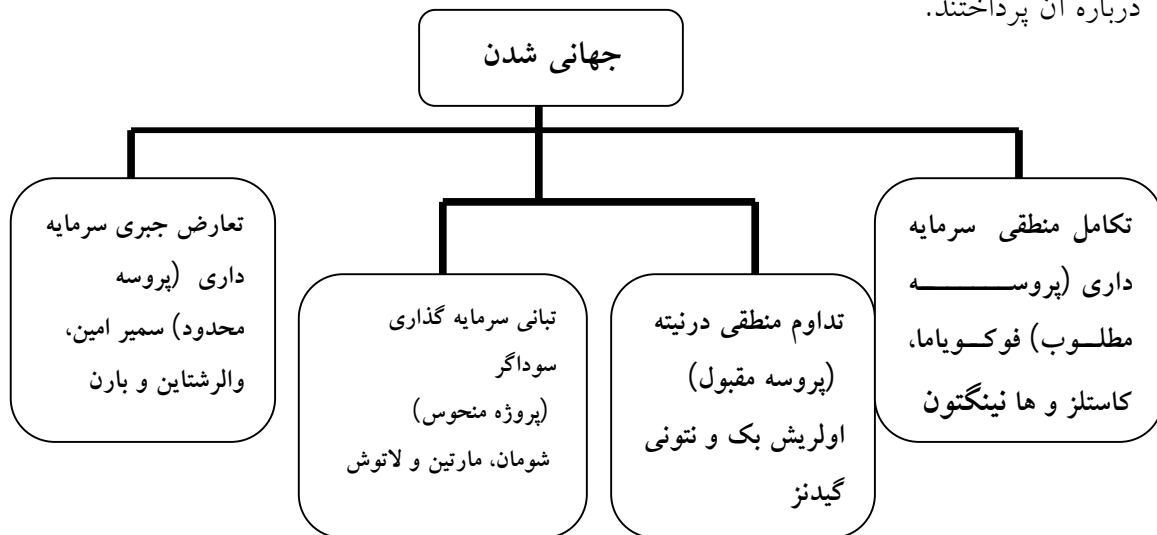 درباره آن پرداختند.
جهانی شدن
تکامل منطقی سرمایه
داری (پروسه
مطلوب) فوکویاما،
کاستلز و ها نینگتون
تداوم منطقی درنیته
(پروسه مقبول)
اولریش بک و نتونی
گیدنز
تبانی سرمایه گذاری
سوداگر
(پروژه منحوس)
شومان، مارتین و لاتوش
تعارض جبری سرمایه
داری (پروسه
محدود) سمیر امین،
والرشتاین و بارن